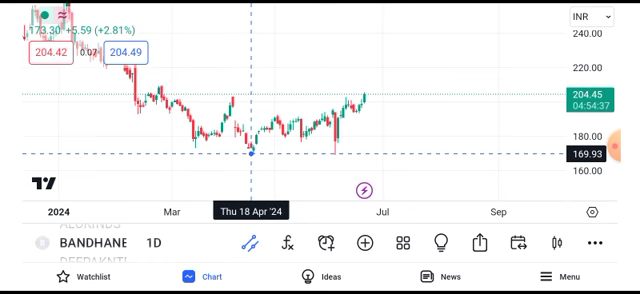 INR
173.30 +5.59 (+2.81%)
240.00
204.42 0.07 204.49
220.00
204.45
04:54:37
180.00
169.93
160.00
2024 Mar Thu 18 Apr '24 Jul Sep
BANDHANB 1D
Watchlist Chart Ideas News Menu